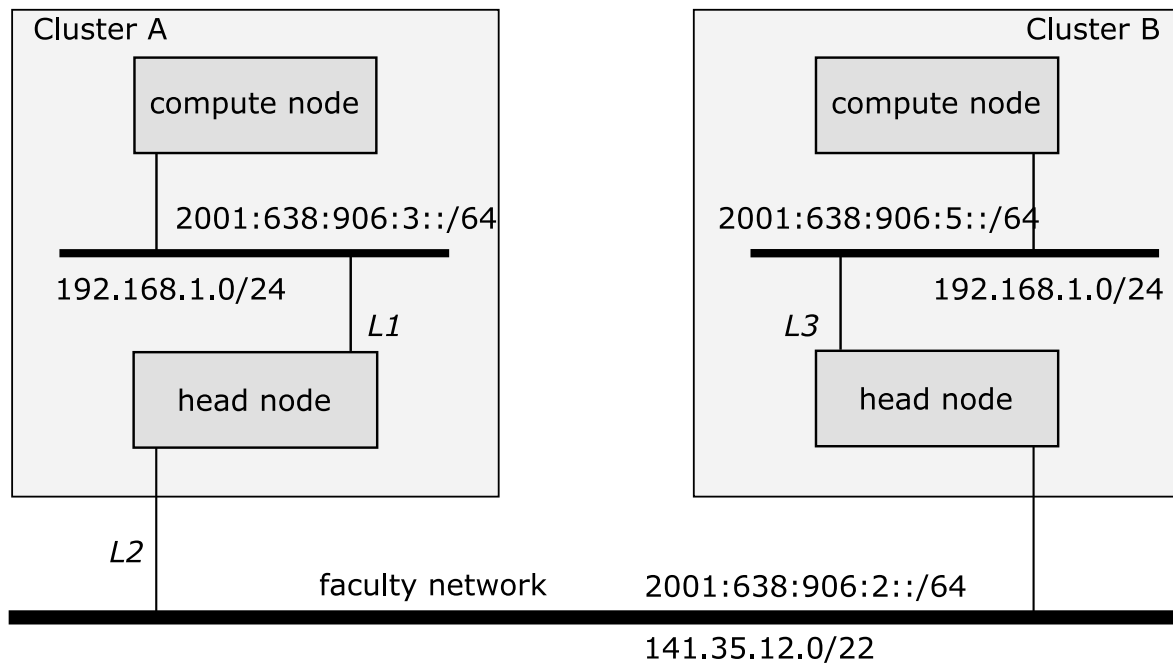 Cluster A
Cluster B
compute node
compute node
2001:638:906:3::/64
2001:638:906:5::/64
192.168.1.0/24
192.168.1.0/24
L1
L3
head node
head node
L2
faculty network
2001:638:906:2::/64
141.35.12.0/22